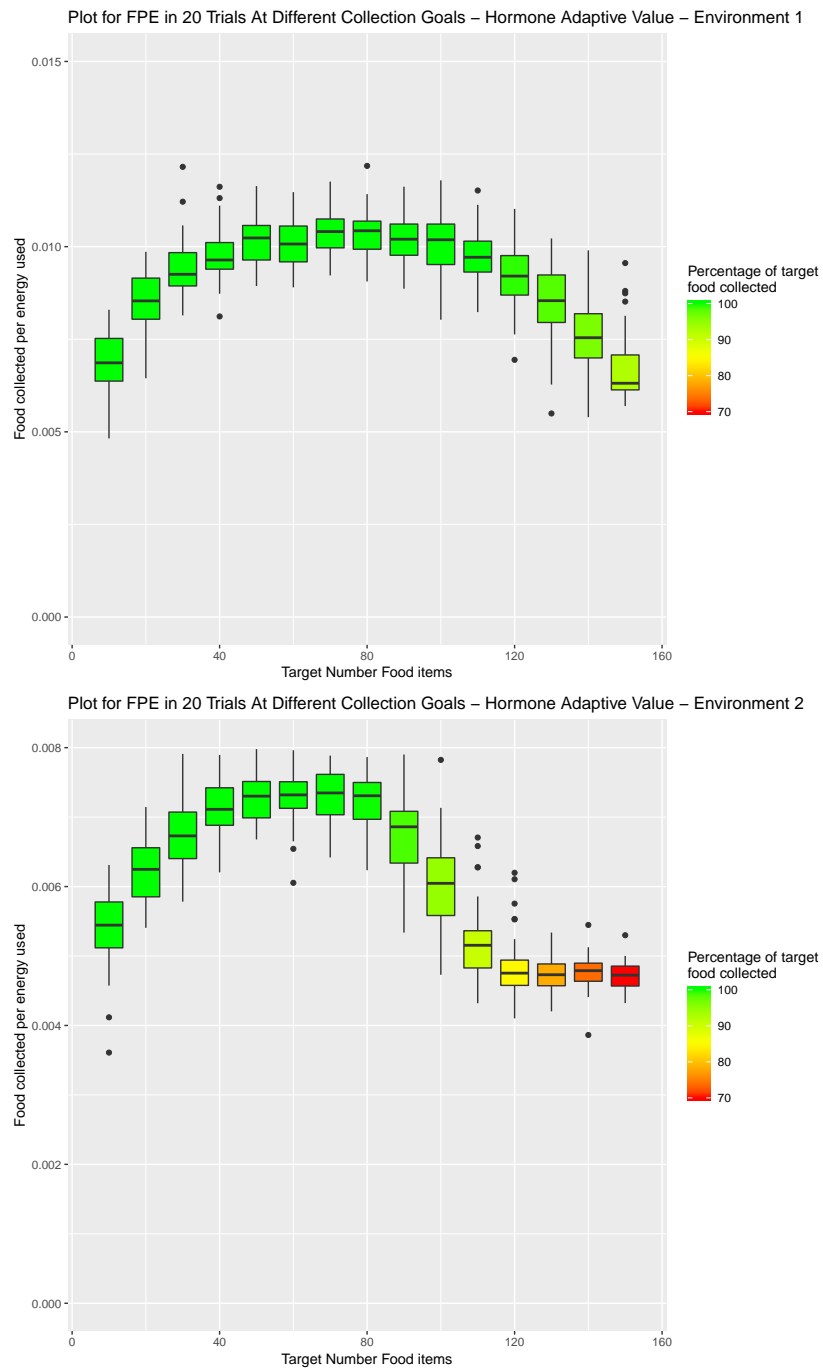 Plot for FPE in 20 Trials At Different Collection Goals – Hormone Adaptive Value – Environment 1
Food collected per energy used
0.015
0.010
0.005
0.000
0
40
80
120
160
Target Number Food items
Percentage of target
food collected
100
90
80
70
Plot for FPE in 20 Trials At Different Collection Goals – Hormone Adaptive Value – Environment 2
Food collected per energy used
0.008
0.006
0.004
0.002
0.000
0
40
80
120
160
Target Number Food items
Percentage of target
food collected
100
90
80
70